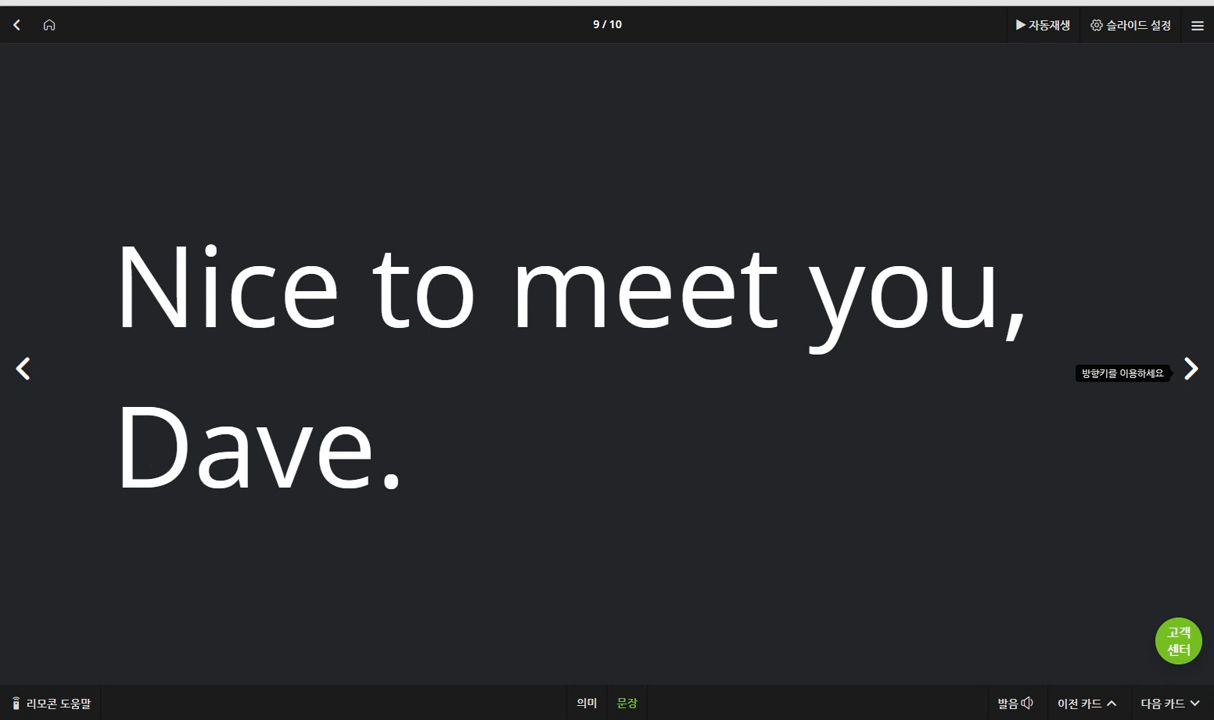 9 / 10
자동재생
슬라이드 설정
Nice to meet you,
Dave.
방향키를 이용하세요
고객
센터
리모콘 도움말
의미
문장
발음
이전 카드
다음 카드